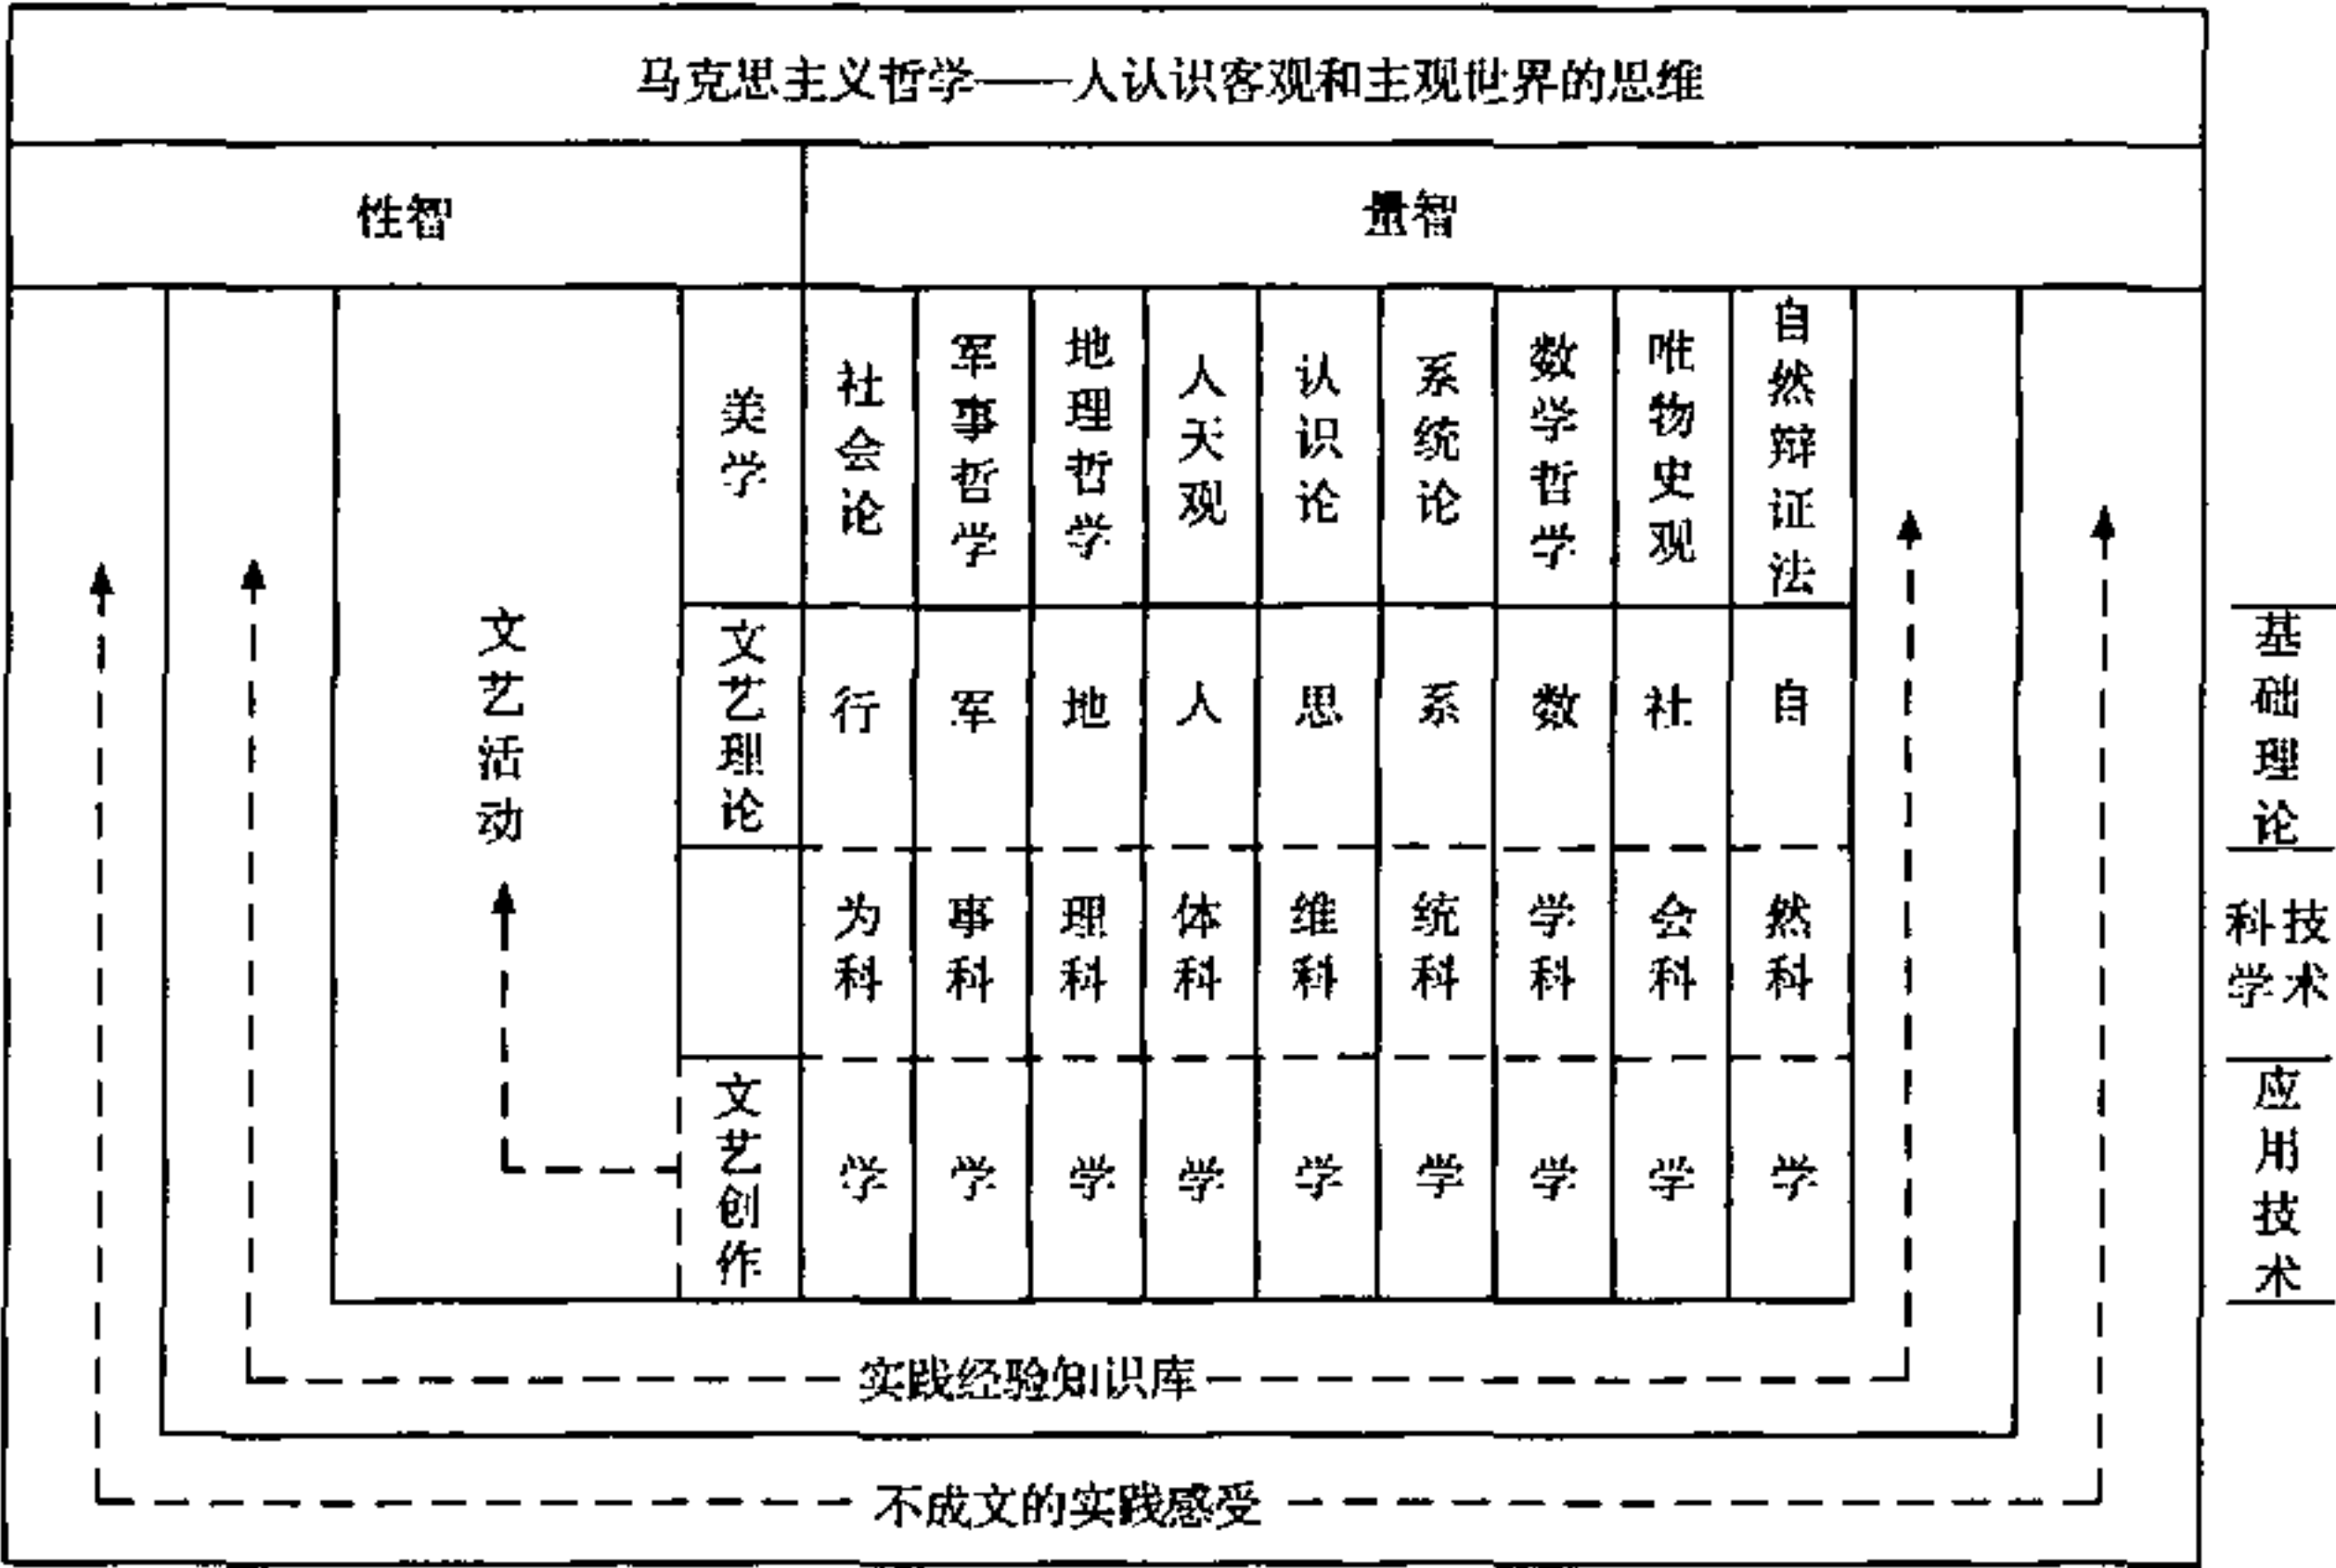 马克思主义哲学——人认识客观和主观世界的思维
性智
量智
文艺活动
美学
文艺理论
文艺创作
社会论
行为科学
军事哲学
军事科学
地理哲学
地理科学
人天观
人体科学
认识论
思维科学
系统论
系统科学
数学哲学
数学科学
唯物史观
社会科学
自然辩证法
自然科学
基础理论
技术科学
应用技术
实践经验知识库
不成文的实践感受